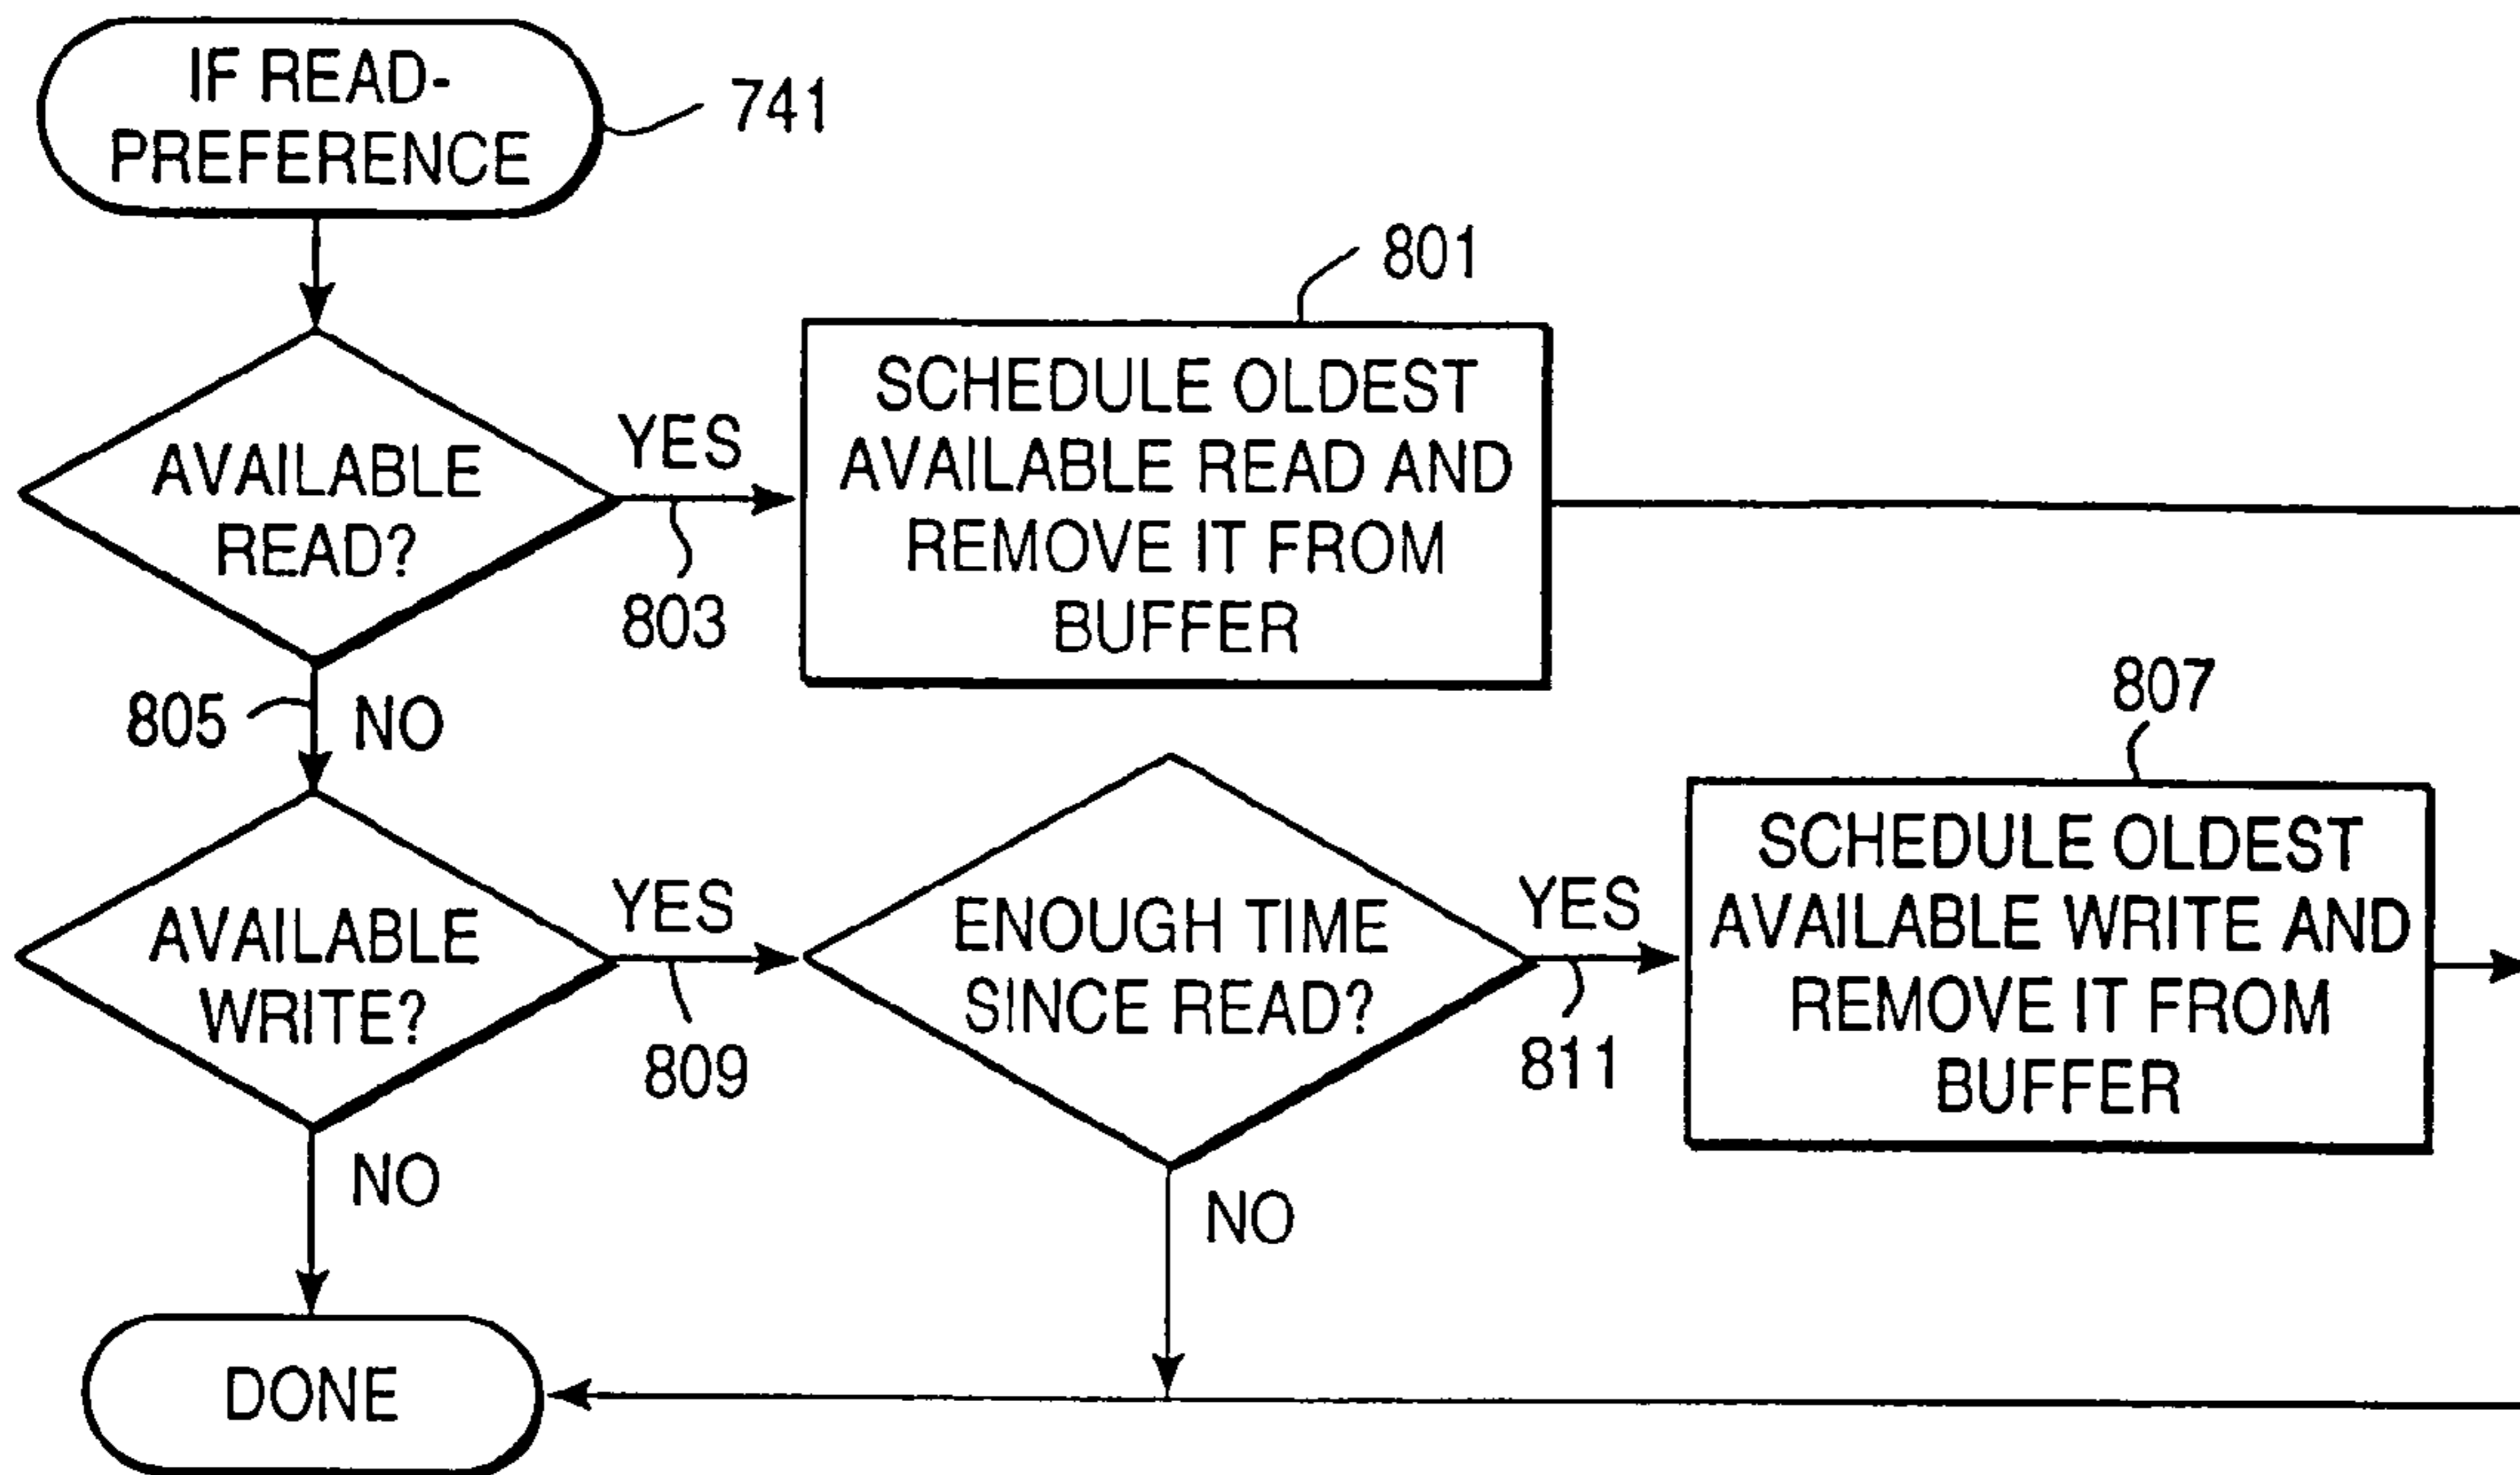 IF READ-
PREFERENCE
741
801
AVAILABLE
READ?
YES
803
SCHEDULE OLDEST
AVAILABLE READ AND
REMOVE IT FROM
BUFFER
805
NO
807
AVAILABLE
WRITE?
YES
809
ENOUGH TIME
SINCE READ?
YES
811
SCHEDULE OLDEST
AVAILABLE WRITE AND
REMOVE IT FROM
BUFFER
NO
NO
DONE